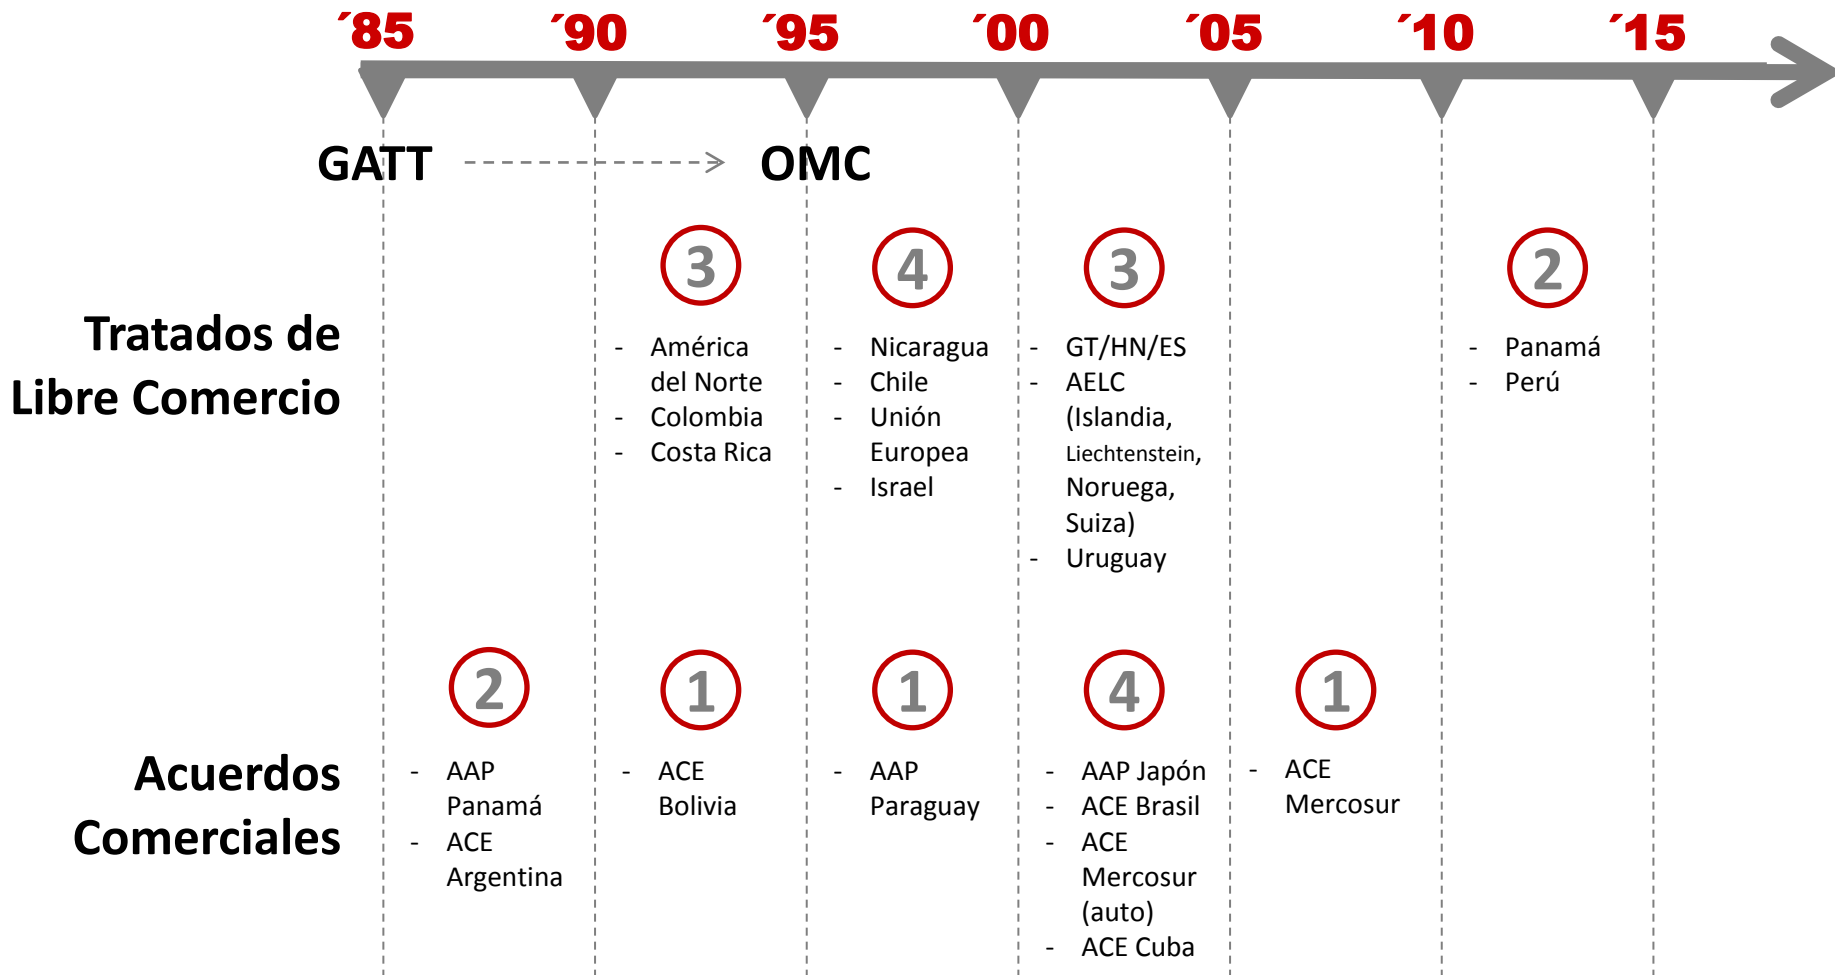 ´85 ´90 ´95 ´00 ´05 ´10 ´15
GATT OMC
Tratados de
Libre Comercio
3
- América
del Norte
- Colombia
- Costa Rica
4
- Nicaragua
- Chile
- Unión
Europea
- Israel
3
- GT/HN/ES
- AELC
(Islandia,
Liechtenstein,
Noruega,
Suiza)
- Uruguay
2
- Panamá
- Perú
Acuerdos
Comerciales
2
- AAP
Panamá
- ACE
Argentina
1
- ACE
Bolivia
1
- AAP
Paraguay
4
- AAP Japón
- ACE Brasil
- ACE
Mercosur
(auto)
- ACE Cuba
1
- ACE
Mercosur